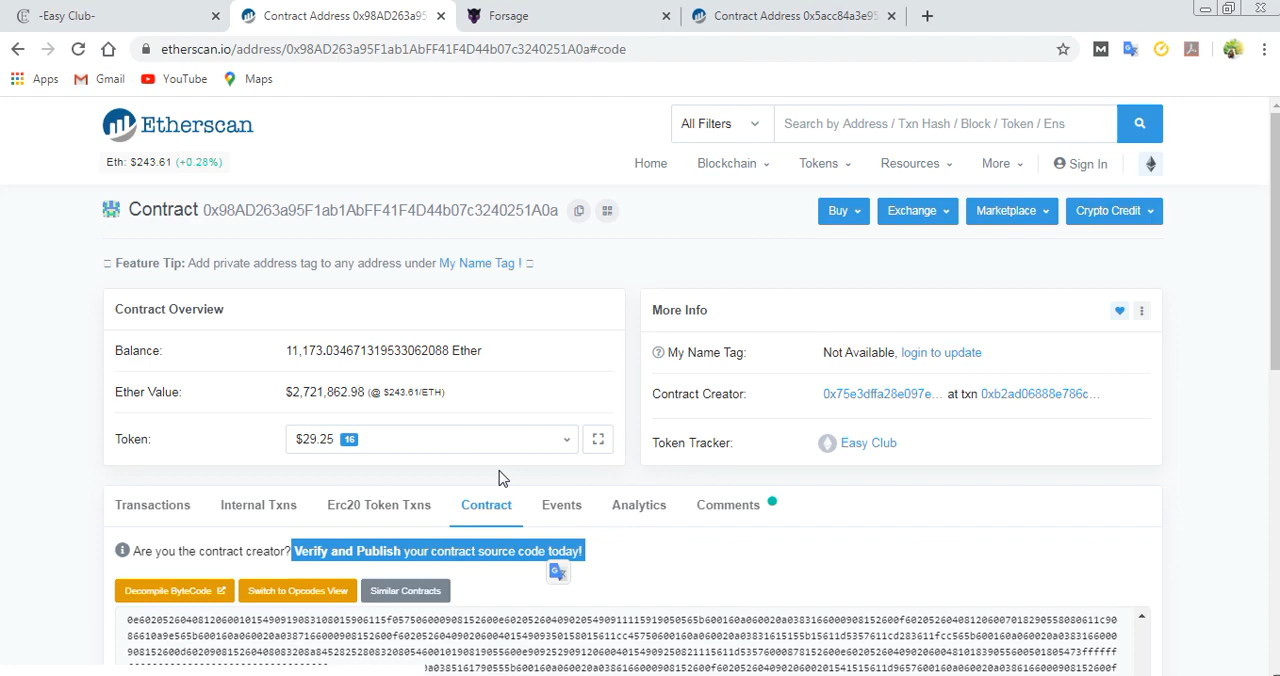 -Easy Club-
Contract Address 0x98AD263a95
Forsage
Contract Address 0x5acc84a3e95
etherscan.io/address/0x98AD263a95F1ab1AbFF41F4D44b07c3240251A0a#code
Apps
Gmail
YouTube
Maps
Etherscan
All Filters
Search by Address / Txn Hash / Block / Token / Ens
Eth: $243.61 (+0.28%)
Home
Blockchain
Tokens
Resources
More
Sign In
Contract 0x98AD263a95F1ab1AbFF41F4D44b07c3240251A0a
Buy
Exchange
Marketplace
Crypto Credit
Feature Tip: Add private address tag to any address under My Name Tag !
Contract Overview
Balance: 11,173.034671319533062088 Ether
Ether Value: $2,721,862.98 (@ $243.61/ETH)
Token: $29.25 16
More Info
My Name Tag: Not Available, login to update
Contract Creator: 0x75e3dffa28e097e... at txn 0xb2ad06888e786c...
Token Tracker: Easy Club
Transactions
Internal Txns
Erc20 Token Txns
Contract
Events
Analytics
Comments
Are you the contract creator? Verify and Publish your contract source code today!
Decompile ByteCode
Switch to Opcodes View
Similar Contracts